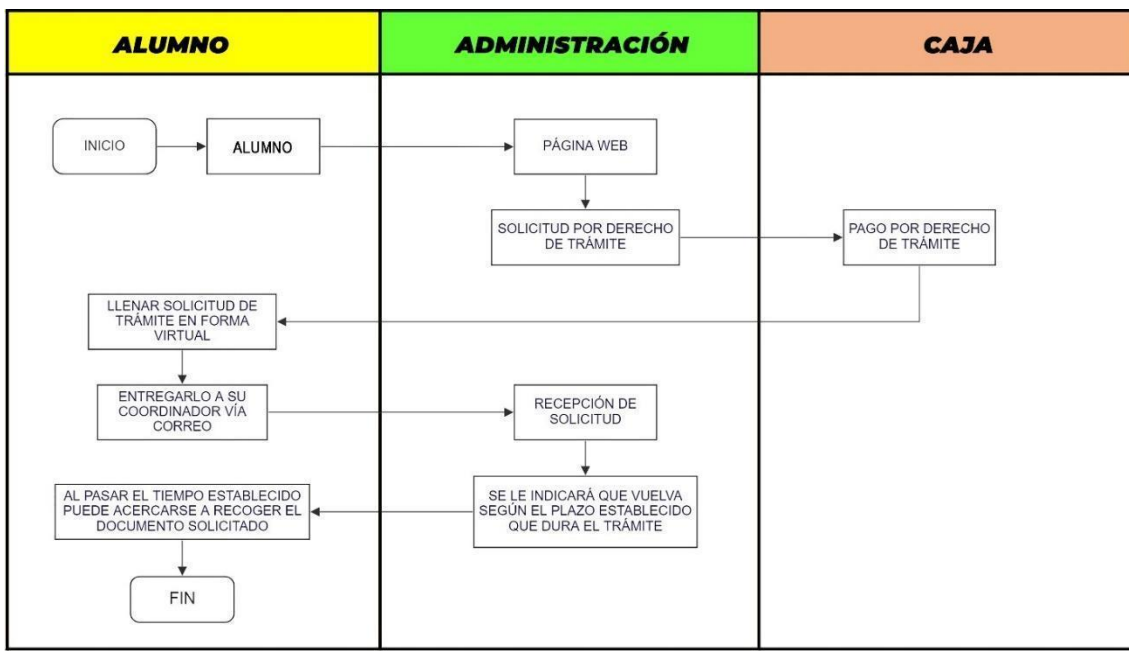 ALUMNO
ADMINISTRACIÓN
CAJA
INICIO
ALUMNO
PÁGINA WEB
SOLICITUD POR DERECHO
DE TRÁMITE
PAGO POR DERECHO
DE TRÁMITE
LLENAR SOLICITUD DE
TRÁMITE EN FORMA
VIRTUAL
ENTREGARLO A SU
COORDINADOR VÍA
CORREO
RECEPCIÓN DE
SOLICITUD
SE LE INDICARÁ QUE VUELVA
SEGÚN EL PLAZO ESTABLECIDO
QUE DURA EL TRÁMITE
AL PASAR EL TIEMPO ESTABLECIDO
PUEDE ACERCARSE A RECOGER EL
DOCUMENTO SOLICITADO
FIN